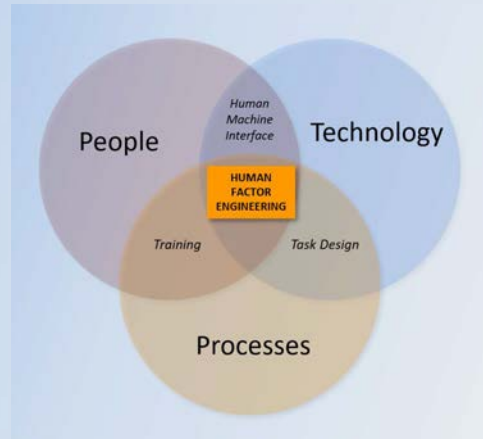 Human
Machine
Interface
People
Technology
HUMAN
FACTOR
ENGINEERING
Training
Task Design
Processes